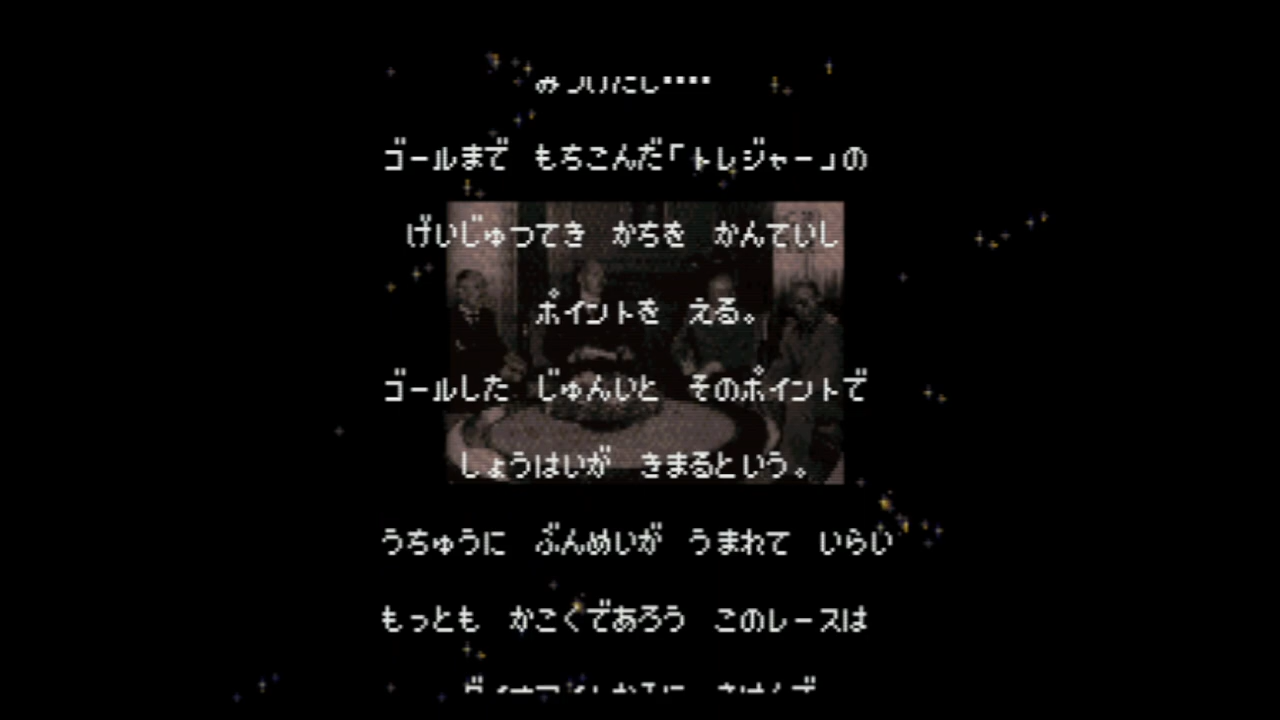 みつけだし････
ゴールまで もちこんだ「トレジャー」の
げいじゅつてき かちを かんていし
ポイントを える。
ゴールした じゅんいと そのポイントで
しょうはいが きまるという。
うちゅうに ぶんめいが うまれて いらい
もっとも かこくであろう このレースは